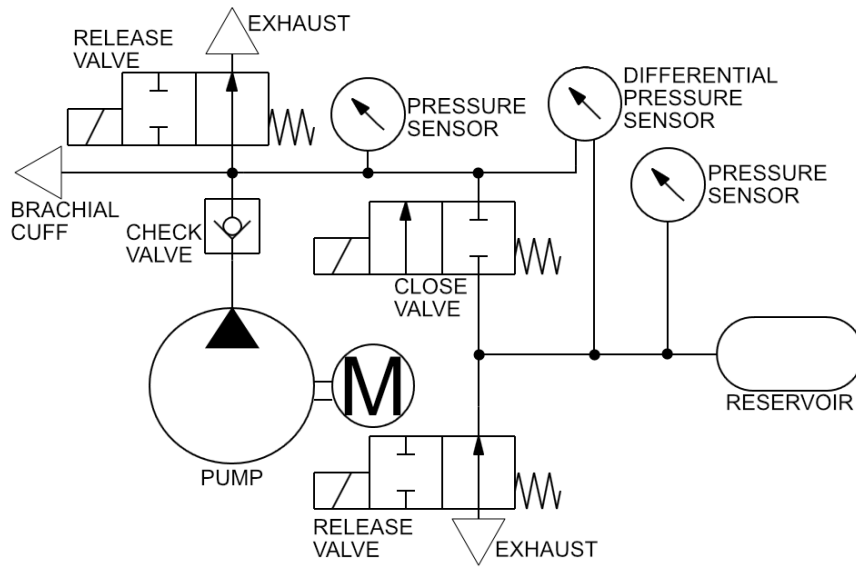 EXHAUST
RELEASE
VALVE
PRESSURE
SENSOR
DIFFERENTIAL
PRESSURE
SENSOR
PRESSURE
SENSOR
BRACHIAL
CUFF
CHECK
VALVE
CLOSE
VALVE
M
RESERVOIR
PUMP
RELEASE
VALVE
EXHAUST